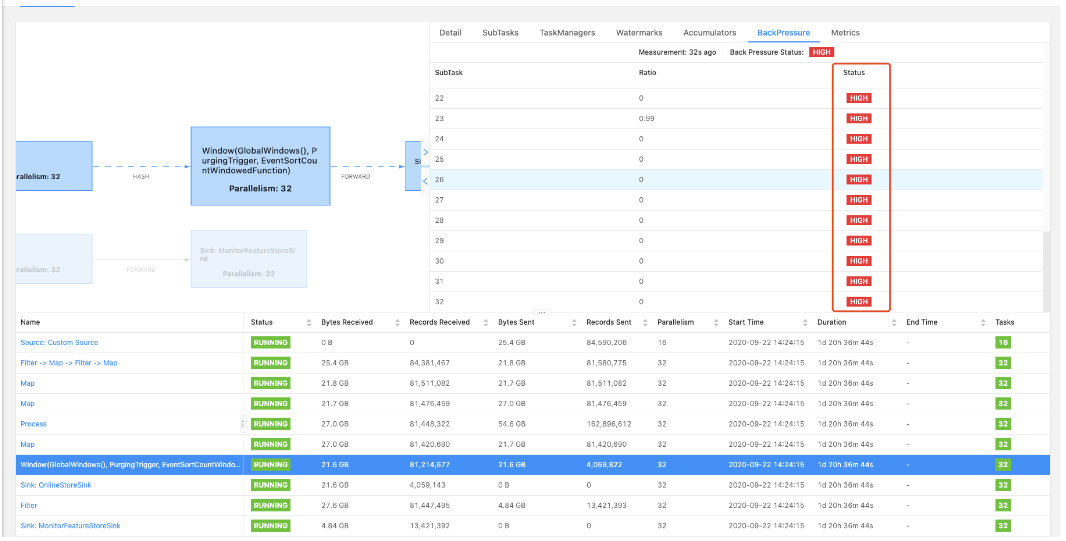 Detail SubTasks TaskManagers Watermarks Accumulators BackPressure Metrics
Measurement: 32s ago Back Pressure Status: HIGH
SubTask Ratio Status
22 0 HIGH
23 0.99 HIGH
24 0 HIGH
25 0 HIGH
26 0 HIGH
27 0 HIGH
28 0 HIGH
29 0 HIGH
30 0 HIGH
31 0 HIGH
32 0 HIGH
rallelism: 32
HASH
Window(GlobalWindows(), P
urgingTrigger, EventSortCou
ntWindowedFunction)
Parallelism: 32
FORWARD
Si
rallelism: 32
FORWARD
Sink: MonitorFeatureStoreSi
nk
Parallelism: 32
Name Status Bytes Received Records Received Bytes Sent Records Sent Parallelism Start Time Duration End Time Tasks
Source: Custom Source RUNNING 0 B 0 25.4 GB 84,590,206 16 2020-09-22 14:24:15 1d 20h 36m 44s - 16
Filter -> Map -> Filter -> Map RUNNING 25.4 GB 84,381,467 21.8 GB 81,580,775 32 2020-09-22 14:24:15 1d 20h 36m 44s - 32
Map RUNNING 21.8 GB 81,511,082 21.7 GB 81,511,082 32 2020-09-22 14:24:15 1d 20h 36m 44s - 32
Map RUNNING 21.7 GB 81,476,459 27.0 GB 81,476,459 32 2020-09-22 14:24:15 1d 20h 36m 44s - 32
Process RUNNING 27.0 GB 81,448,322 54.6 GB 162,896,612 32 2020-09-22 14:24:15 1d 20h 36m 44s - 32
Map RUNNING 27.0 GB 81,420,690 21.7 GB 81,420,690 32 2020-09-22 14:24:15 1d 20h 36m 44s - 32
Window(GlobalWindows(), PurgingTrigger, EventSortCountWindo... RUNNING 21.6 GB 81,214,677 21.6 GB 4,059,822 32 2020-09-22 14:24:15 1d 20h 36m 44s - 32
Sink: OnlineStoreSink RUNNING 21.6 GB 4,059,143 0 B 0 32 2020-09-22 14:24:15 1d 20h 36m 44s - 32
Filter RUNNING 27.6 GB 81,447,495 4.84 GB 13,421,393 32 2020-09-22 14:24:15 1d 20h 36m 44s - 32
Sink: MonitorFeatureStoreSink RUNNING 4.84 GB 13,421,392 0 B 0 32 2020-09-22 14:24:15 1d 20h 36m 44s - 32